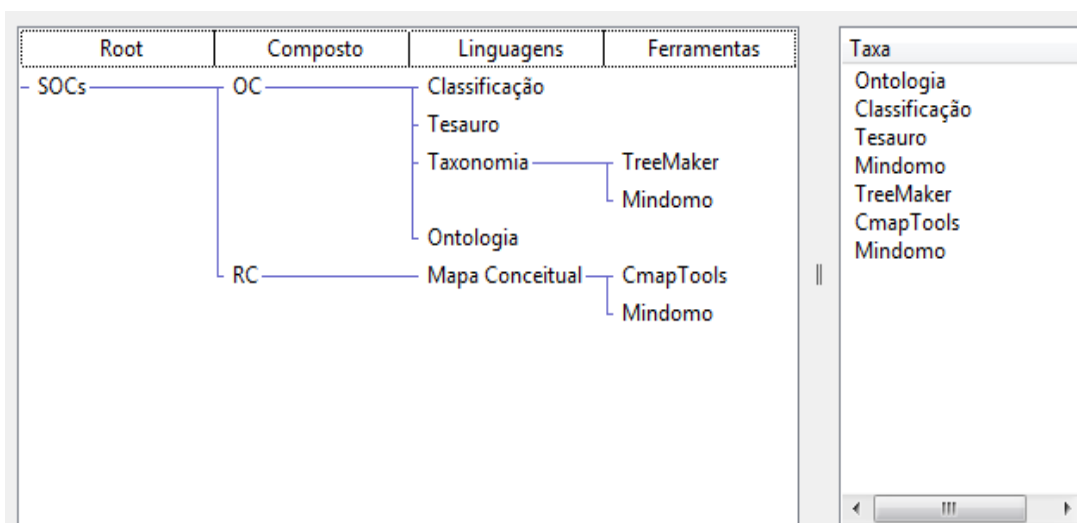 Root Composto Linguagens Ferramentas
SOCs OC Classificação
Tesauro
Taxonomia TreeMaker
Mindomo
Ontologia
RC Mapa Conceitual CmapTools
Mindomo
Taxa
Ontologia
Classificação
Tesauro
Mindomo
TreeMaker
CmapTools
Mindomo